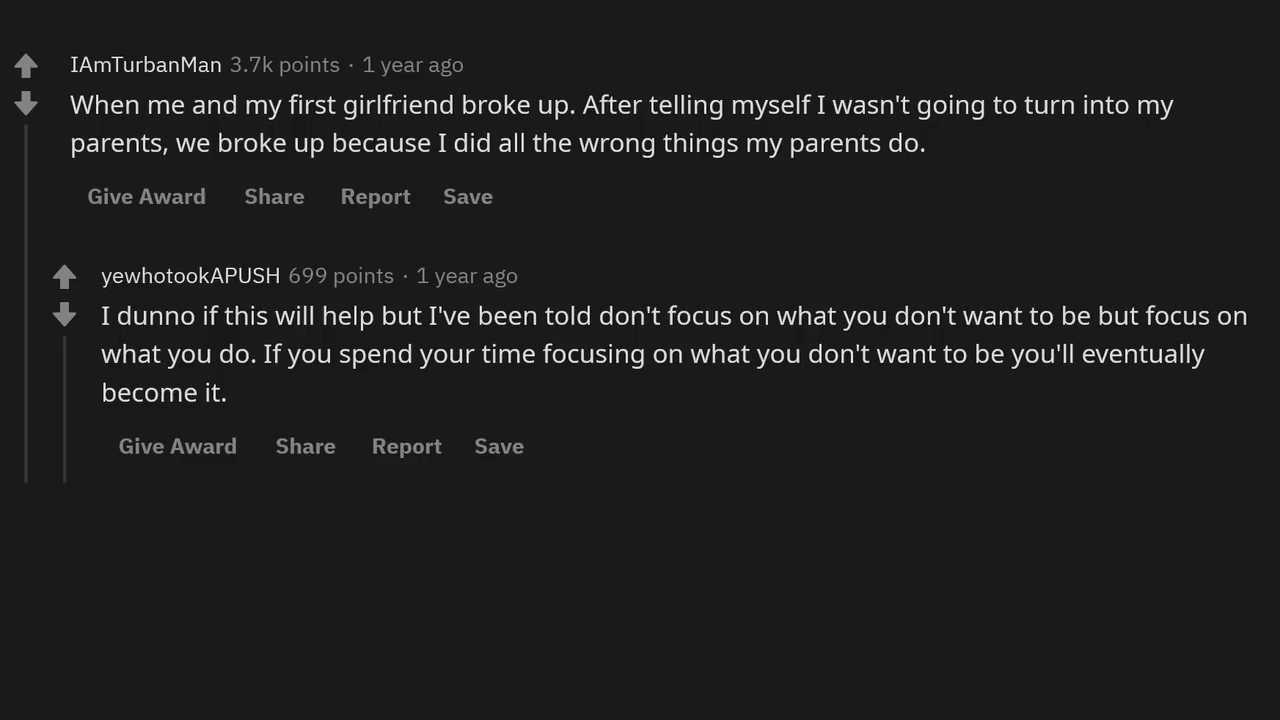 IAmTurbanMan 3.7k points · 1 year ago
When me and my first girlfriend broke up. After telling myself I wasn't going to turn into my
parents, we broke up because I did all the wrong things my parents do.
Give Award Share Report Save
yewhotookAPUSH 699 points · 1 year ago
I dunno if this will help but I've been told don't focus on what you don't want to be but focus on
what you do. If you spend your time focusing on what you don't want to be you'll eventually
become it.
Give Award Share Report Save